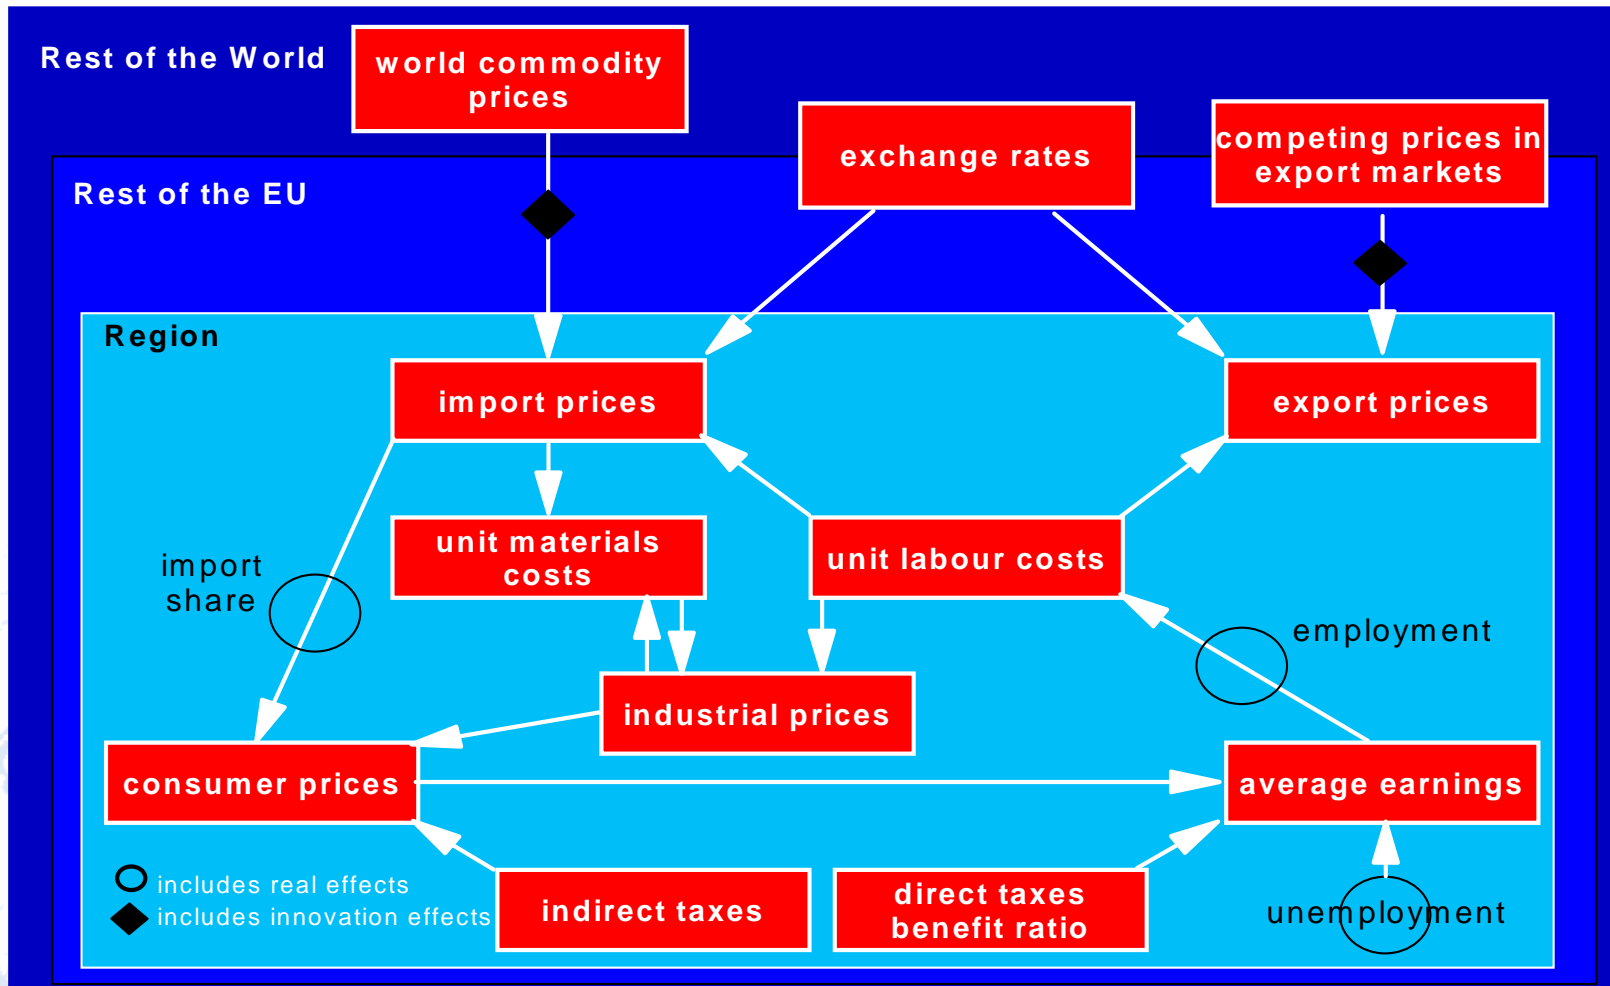 Rest of the World
world commodity
prices
exchange rates
competing prices in
export markets
Rest of the EU
Region
import prices
export prices
unit materials
costs
unit labour costs
import
share
employment
industrial prices
consumer prices
average earnings
includes real effects
includes innovation effects
indirect taxes
direct taxes
benefit ratio
unemployment